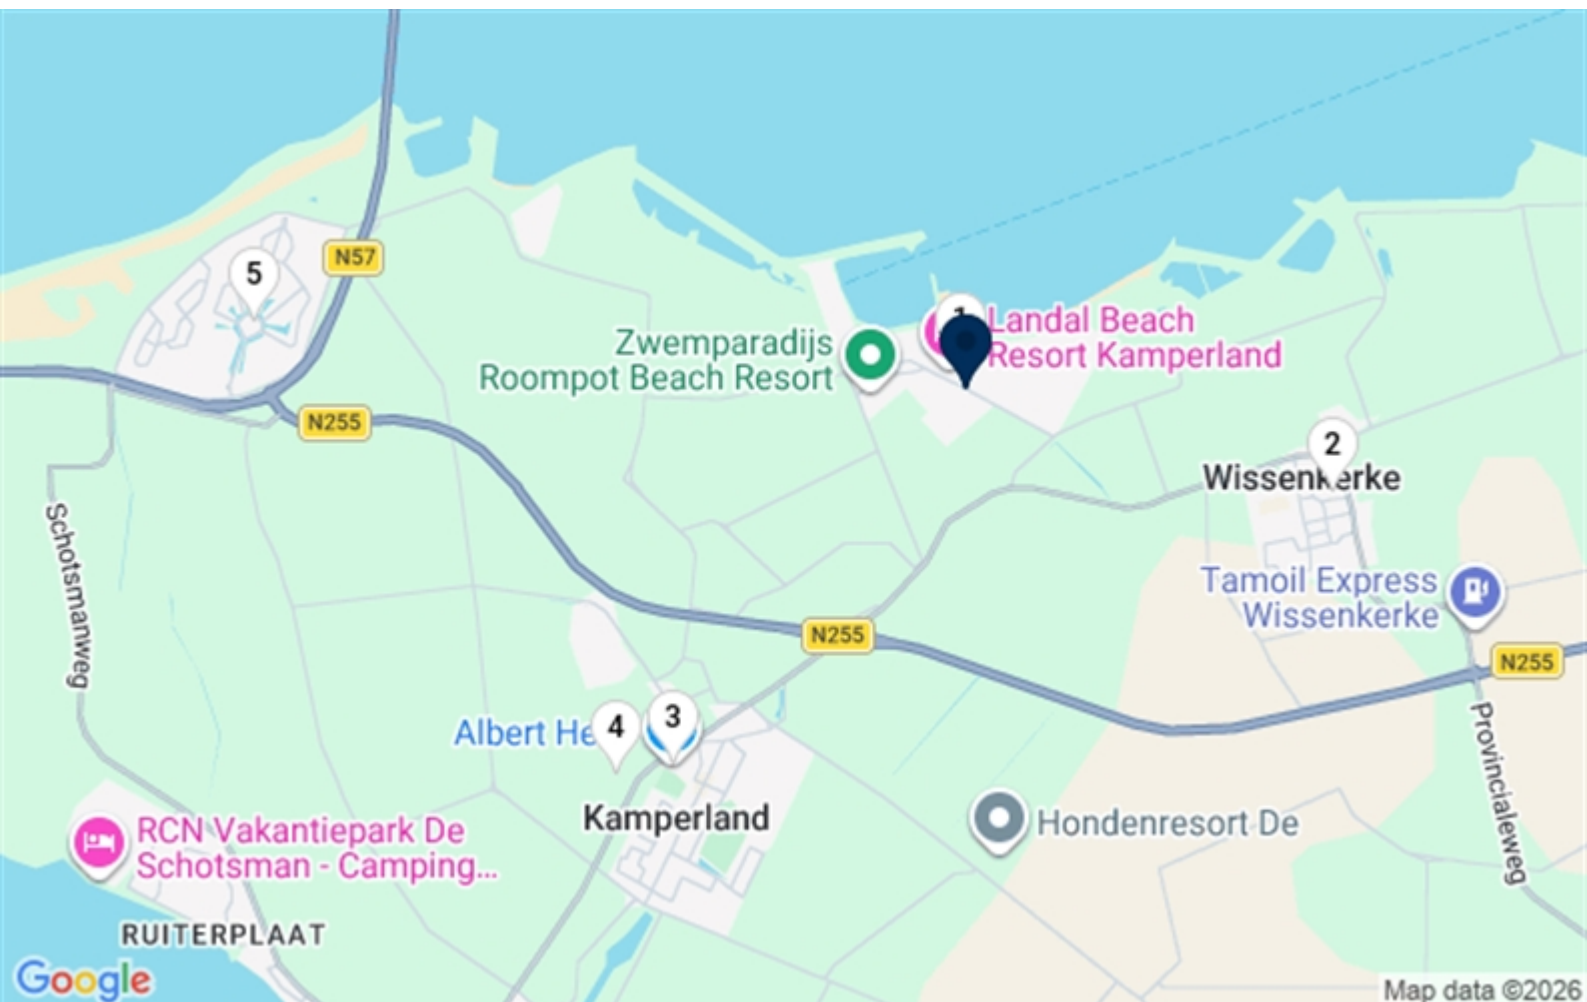 N57
5
1
Landal Beach
Resort Kamperland
Zwemparadijs
Roompot Beach Resort
N255
2
Wissenkerke
Schotsmanweg
Tamoil Express
Wissenkerke
N255
N255
Albert He
4
3
Provincialeweg
Kamperland
RCN Vakantiepark De
Schotsman - Camping...
Hondenresort De
RUITERPLAAT
Google
Map data ©2026